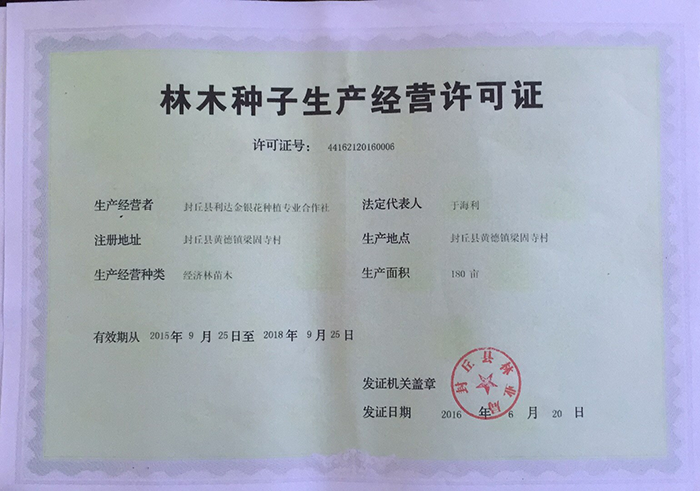 林木种子生产经营许可证
许可证号： 44162120160006
生产经营者 封丘县利达金银花种植专业合作社 法定代表人 于海利
注册地址 封丘县黄德镇梁固寺村 生产地点 封丘县黄德镇梁固寺村
生产经营种类 经济林苗木 生产面积 180 亩
有效期从 2015年 9 月 25日至 2018年 9 月 25日
发证机关盖章
封丘县林业局
发证日期 2016 年 6 月 20 日